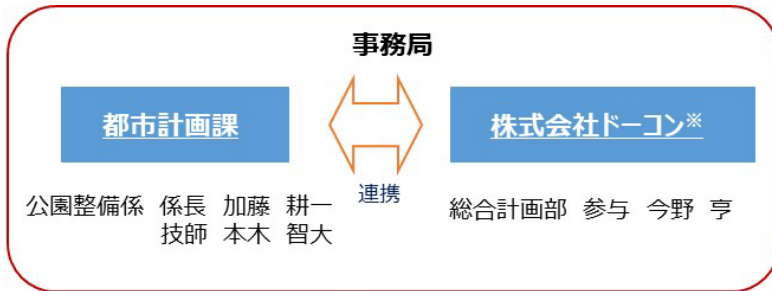 事務局
都市計画課
株式会社ドーコン※
連携
公園整備係 係長 加藤 耕一
技師 本木 智大
総合計画部 参与 今野 亨